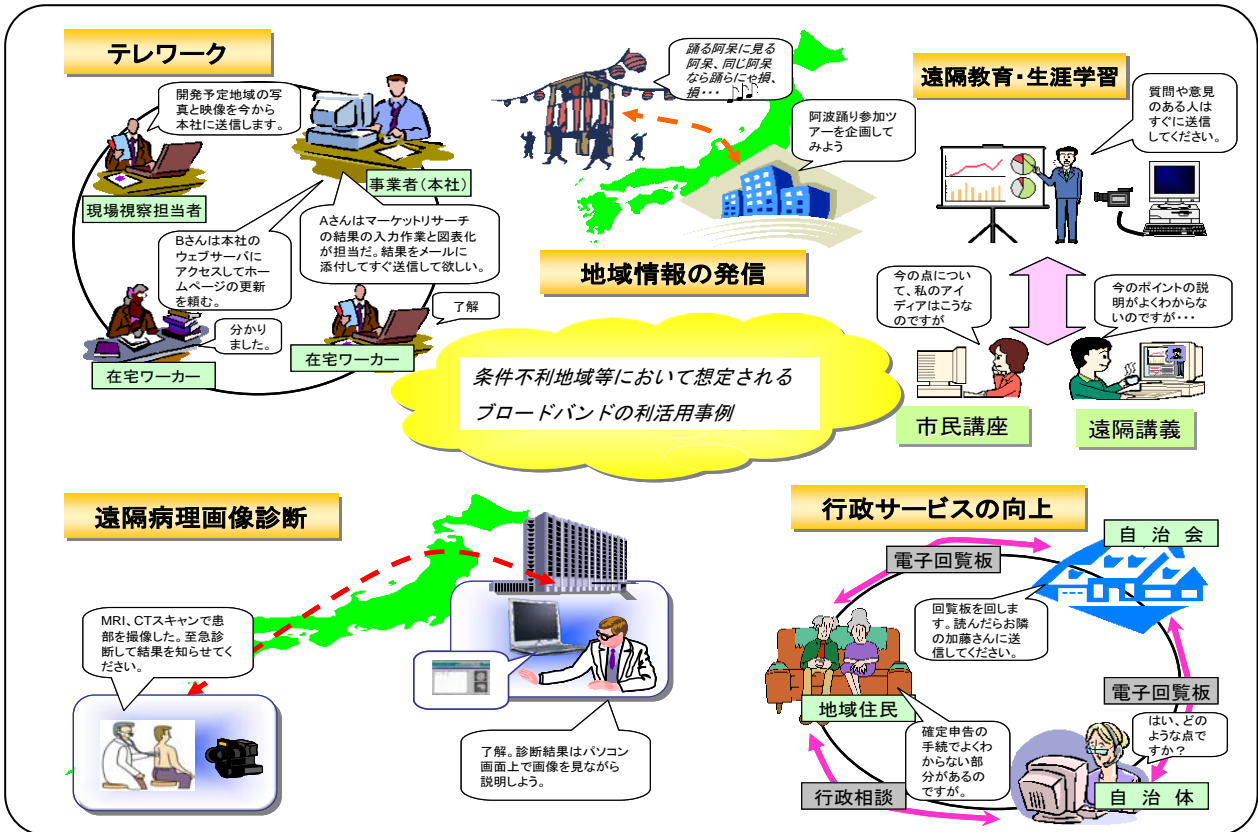 テレワーク
開発予定地域の写
真と映像を今から
本社に送信します。
現場視察担当者
事業者(本社)
Bさんは本社の
ウェブサーバに
アクセスしてホー
ムページの更新
を頼む。
Aさんはマーケットリサーチ
の結果の入力作業と図表化
が担当だ。結果をメールに
添付してすぐ送信して欲しい。
分かり
ました。
了解
在宅ワーカー
在宅ワーカー
踊る阿呆に見る
阿呆、同じ阿呆
なら踊らにゃ損、
損・・・
阿波踊り参加ツ
アーを企画して
みよう
地域情報の発信
遠隔教育・生涯学習
質問や意見
のある人は
すぐに送信
してください。
今の点につい
て、私のアイ
ディアはこうな
のですが
今のポイントの説
明がよくわからな
いのですが・・・
市民講座
遠隔講義
条件不利地域等において想定される
ブロードバンドの利活用事例
遠隔病理画像診断
MRI、CTスキャンで患
部を撮像した。至急診
断して結果を知らせてく
ださい。
了解。診断結果はパソコン
画面上で画像を見ながら
説明しよう。
行政サービスの向上
自治会
電子回覧板
回覧板を回しま
す。読んだらお隣
の加藤さんに送
信してください。
地域住民
電子回覧板
確定申告の
手続でよくわ
からない部
分があるの
ですが。
はい、どの
ような点で
すか?
行政相談
自治体